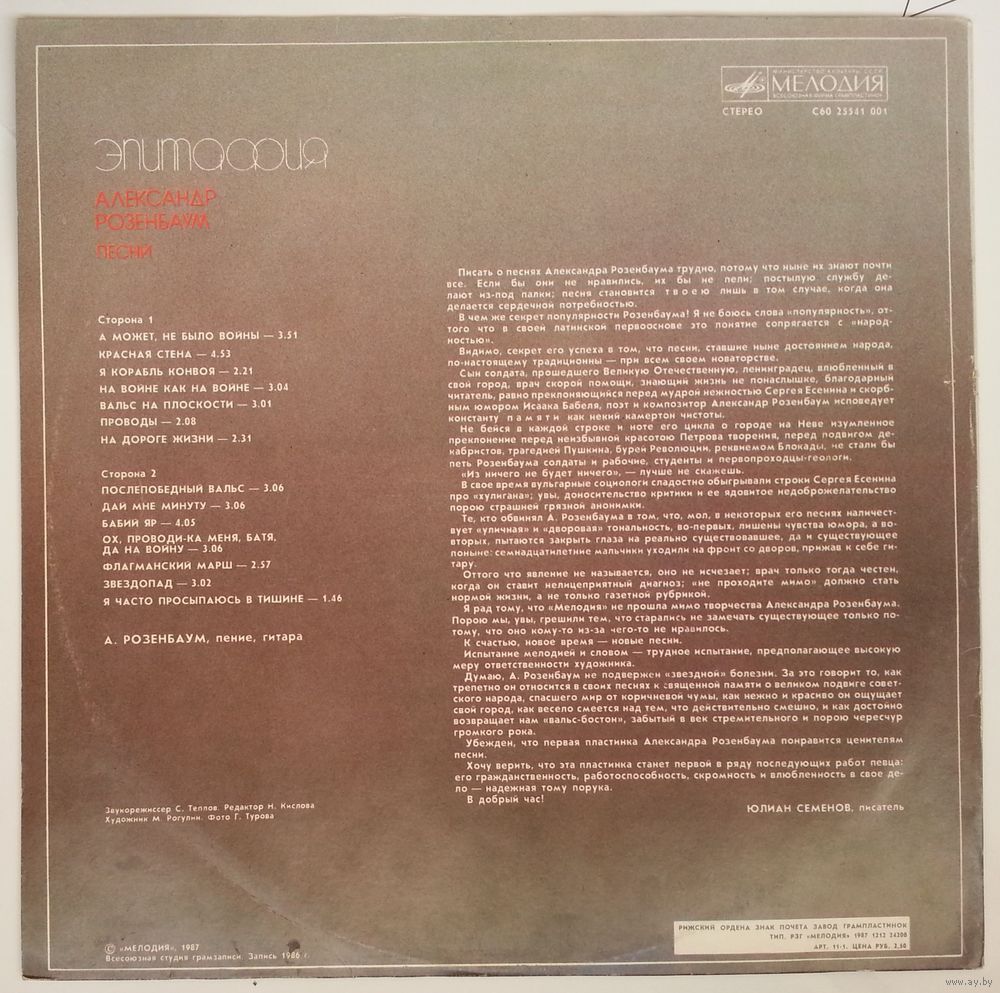 МИНИСТЕРСТВО КУЛЬТУРЫ СССР
МЕЛОДИЯ
ВСЕСОЮЗНАЯ ФИРМА ГРАМПЛАСТИНОК
СТЕРЕО С60 25541 001
ЭПИТАФИЯ
АЛЕКСАНДР
РОЗЕНБАУМ
ПЕСНИ
Сторона 1
А МОЖЕТ, НЕ БЫЛО ВОЙНЫ — 3.51
КРАСНАЯ СТЕНА — 4.53
Я КОРАБЛЬ КОНВОЯ — 2.21
НА ВОЙНЕ КАК НА ВОЙНЕ — 3.04
ВАЛЬС НА ПЛОСКОСТИ — 3.01
ПРОВОДЫ — 2.08
НА ДОРОГЕ ЖИЗНИ — 2.31
Сторона 2
ПОСЛЕПОБЕДНЫЙ ВАЛЬС — 3.06
ДАЙ МНЕ МИНУТУ — 3.06
БАБИЙ ЯР — 4.05
ОХ, ПРОВОДИ-КА МЕНЯ, БАТЯ,
ДА НА ВОЙНУ — 3.06
ФЛАГМАНСКИЙ МАРШ — 2.57
ЗВЕЗДОПАД — 3.02
Я ЧАСТО ПРОСЫПАЮСЬ В ТИШИНЕ — 1.46
А. РОЗЕНБАУМ, пение, гитара
Писать о песнях Александра Розенбаума трудно, потому что ныне их знают почти
все. Если бы они не нравились, их бы не пели; постылую службу де-
лают из-под палки; песня становится твоею лишь в том случае, когда она
делается сердечной потребностью.
В чем же секрет популярности Розенбаума! Я не боюсь слова «популярность», от-
того что в своей латинской первооснове это понятие сопрягается с «народ-
ностью».
Видимо, секрет его успеха в том, что песни, ставшие ныне достоянием народа,
по-настоящему традиционны — при всем своем новаторстве.
Сын солдата, прошедшего Великую Отечественную, ленинградец, влюбленный в
свой город, врач скорой помощи, знающий жизнь не понаслышке, благодарный
читатель, равно преклоняющийся перед мудрой нежностью Сергея Есенина и скорб-
ным юмором Исаака Бабеля, поэт и композитор Александр Розенбаум исповедует
константу памяти как некий камертон чистоты.
Не бейся в каждой строке и ноте его цикла о городе на Неве изумленное
преклонение перед неизбывной красотою Петрова творения, перед подвигом де-
кабристов, трагедией Пушкина, бурей Революции, реквиемом Блокады, не стали бы
петь Розенбаума солдаты и рабочие, студенты и первопроходцы-геологи.
«Из ничего не будет ничего», — лучше не скажешь.
В свое время вульгарные социологи сладостно обыгрывали строки Сергея Есенина
про «хулигана»; увы, доносительство критики и ее ядовитое недоброжелательство
порою страшней грязной анонимки.
Те, кто обвинял А. Розенбаума в том, что, мол, в некоторых его песнях наличест-
вует «уличная» и «дворовая» тональность, во-первых, лишены чувства юмора, а во-
вторых, пытаются закрыть глаза на реально существовавшее, да и существующее
поныне: семнадцатилетние мальчики уходили на фронт со дворов, прижав к себе ги-
тару.
Оттого что явление не называется, оно не исчезает; врач только тогда честен,
когда он ставит нелицеприятный диагноз; «не проходите мимо» должно стать
нормой жизни, а не только газетной рубрикой.
Я рад тому, что «Мелодия» не прошла мимо творчества Александра Розенбаума.
Порою мы, увы, грешили тем, что старались не замечать существующее только по-
тому, что оно кому-то из-за чего-то не нравилось.
К счастью, новое время — новые песни.
Испытание мелодией и словом — трудное испытание, предполагающее высокую
меру ответственности художника.
Думаю, А. Розенбаум не подвержен «звездной» болезни. За это говорит то, как
трепетно он относится в своих песнях к священной памяти о великом подвиге совет-
ского народа, спасшего мир от коричневой чумы, как нежно и красиво он ощущает
свой город, как весело смеется над тем, что действительно смешно, и как достойно
возвращает нам «вальс-бостон», забытый в век стремительного и порою чересчур
громкого рока.
Убежден, что первая пластинка Александра Розенбаума понравится ценителям
песни.
Хочу верить, что эта пластинка станет первой в ряду последующих работ певца:
его гражданственность, работоспособность, скромность и влюбленность в свое де-
ло — надежная тому порука.
В добрый час!
ЮЛИАН СЕМЕНОВ, писатель
Звукорежиссер С. Теплов. Редактор Н. Кислова
Художник М. Рогулин. Фото Г. Турова
© «МЕЛОДИЯ», 1987
Всесоюзная студия грамзаписи. Запись 1986 г.
РИЖСКИЙ ОРДЕНА ЗНАК ПОЧЕТА ЗАВОД ГРАМПЛАСТИНОК
ТИП. РЗГ «МЕЛОДИЯ» 1987 1212 24200
АРТ. 11-1. ЦЕНА РУБ. 2,50
www.ay.by